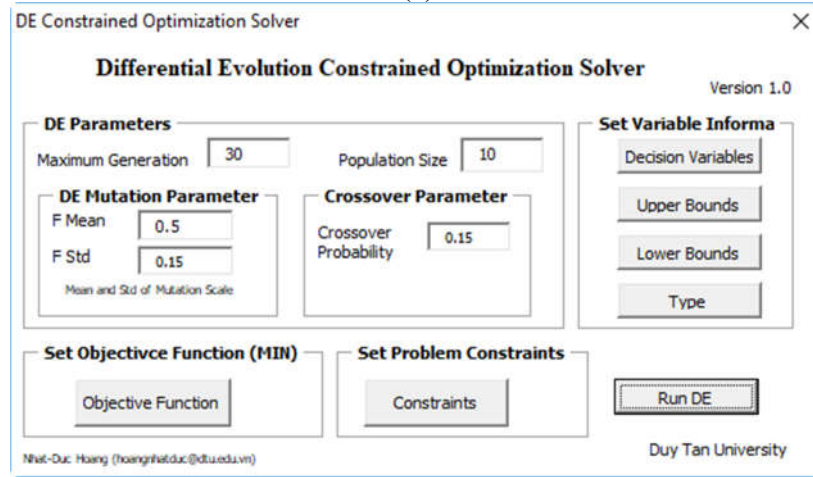 DE Constrained Optimization Solver
Differential Evolution Constrained Optimization Solver
Version 1.0
DE Parameters
Maximum Generation 30 Population Size 10
DE Mutation Parameter
F Mean 0.5
F Std 0.15
Mean and Std of Mutation Scale
Crossover Parameter
Crossover
Probability 0.15
Set Variable Informa
Decision Variables
Upper Bounds
Lower Bounds
Type
Set Objectivce Function (MIN)
Objective Function
Set Problem Constraints
Constraints
Run DE
Nhat-Duc Hoang (hoangnhatduc@dtu.edu.vn)
Duy Tan University